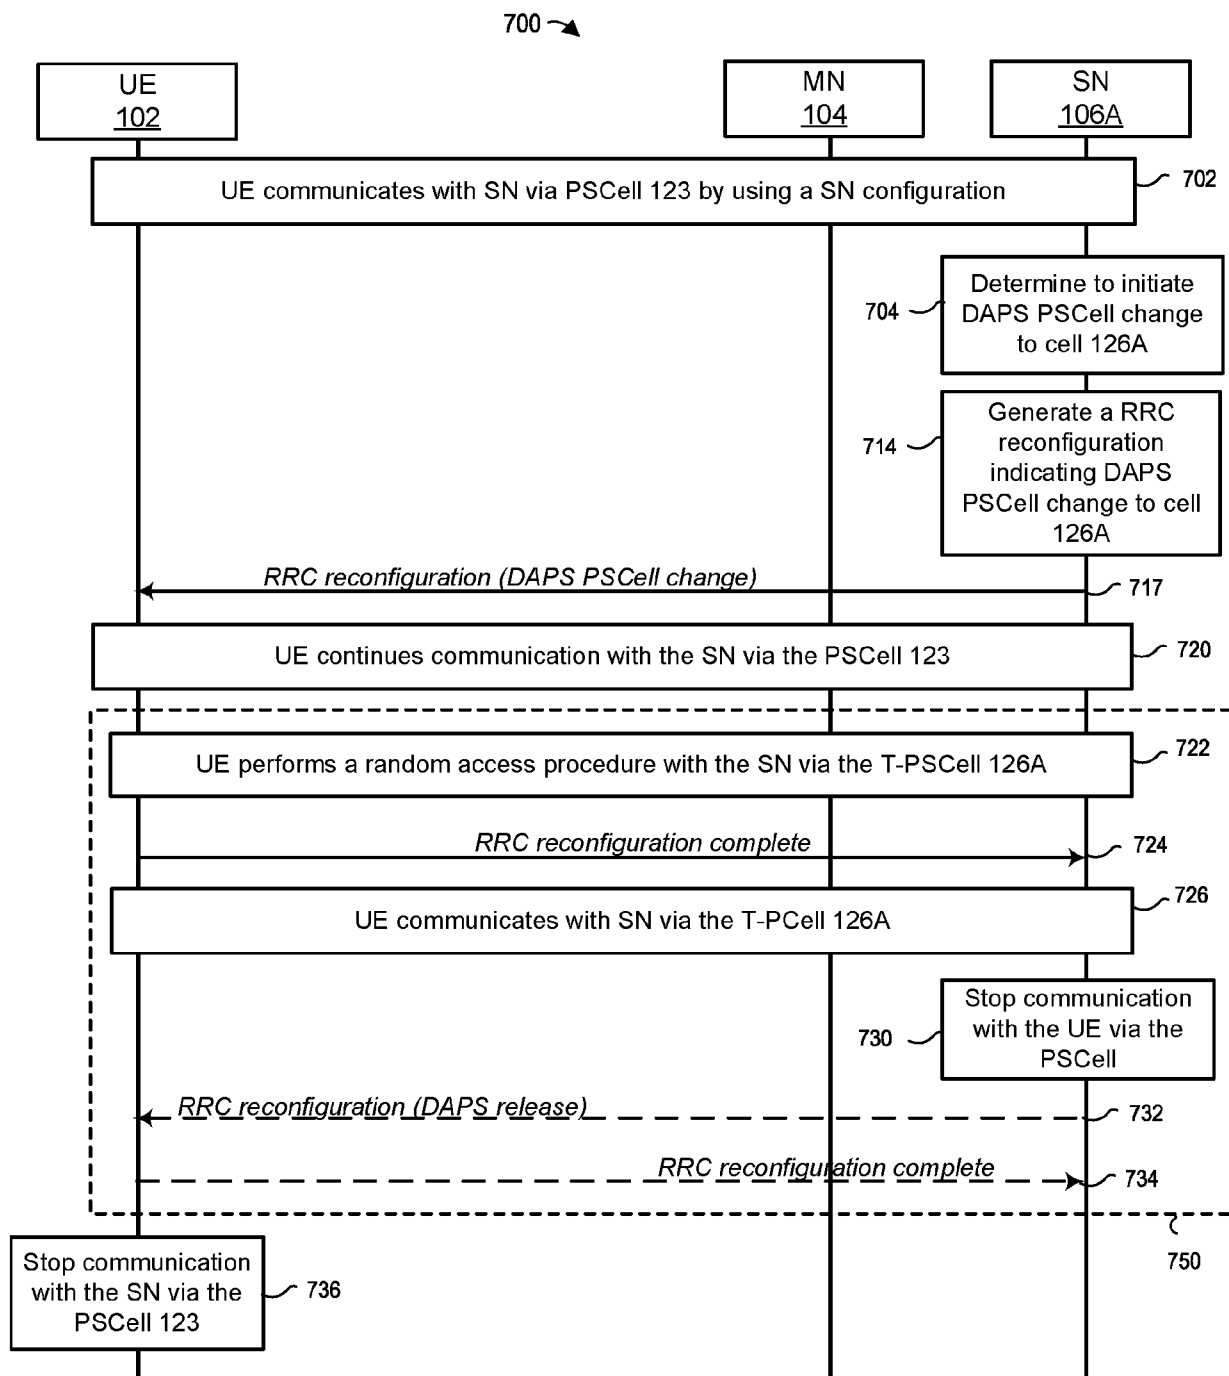 700
UE
102
MN
104
SN
106A
UE communicates with SN via PSCell 123 by using a SN configuration
702
Determine to initiate
DAPS PSCell change
to cell 126A
704
Generate a RRC
reconfiguration
indicating DAPS
PSCell change to cell
126A
714
RRC reconfiguration (DAPS PSCell change)
717
UE continues communication with the SN via the PSCell 123
720
UE performs a random access procedure with the SN via the T-PSCell 126A
722
RRC reconfiguration complete
724
UE communicates with SN via the T-PCell 126A
726
Stop communication
with the UE via the
PSCell
730
RRC reconfiguration (DAPS release)
732
RRC reconfiguration complete
734
750
Stop communication
with the SN via the
PSCell 123
736